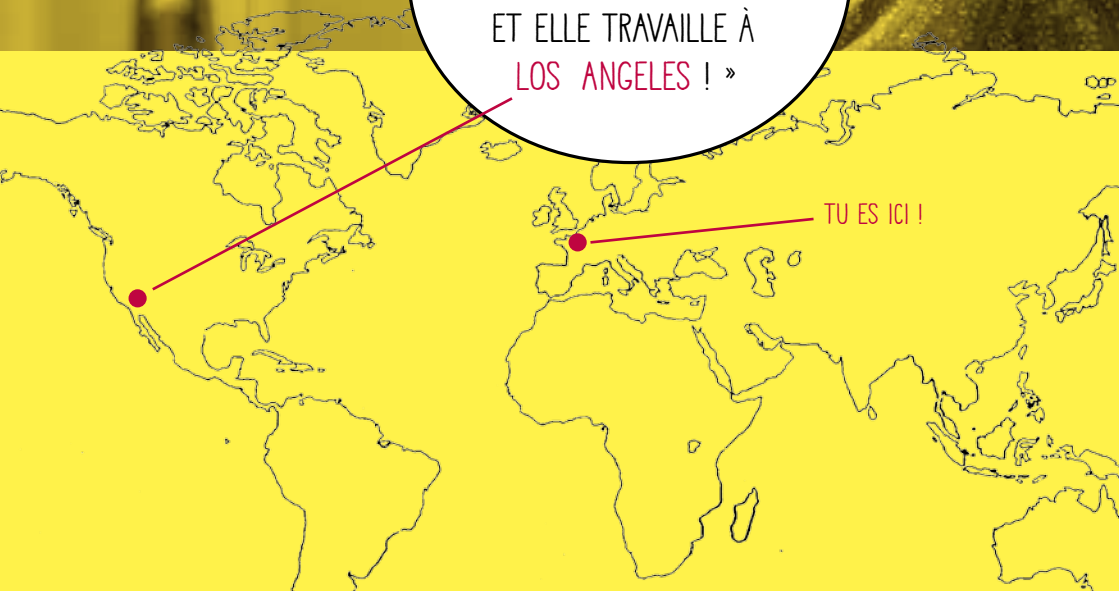 ET ELLE TRAVAILLE À
LOS ANGELES ! »
TU ES ICI !